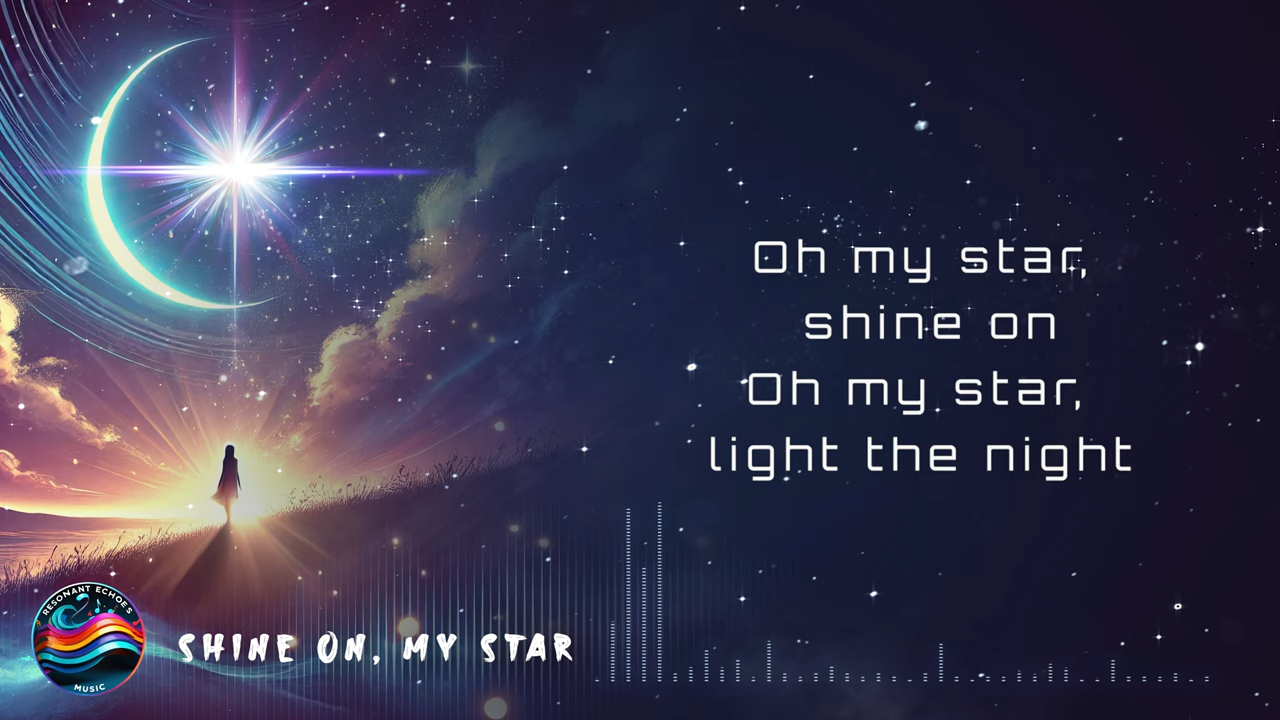 Oh my star,
shine on
Oh my star,
light the night
RESONANT ECHOES
MUSIC
SHINE ON, MY STAR